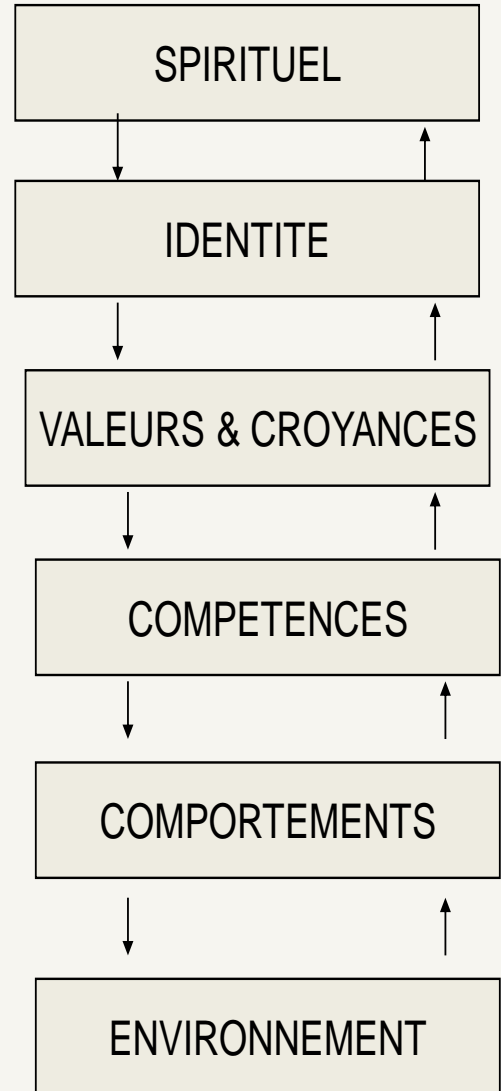 SPIRITUEL
IDENTITE
VALEURS & CROYANCES
COMPETENCES
COMPORTEMENTS
ENVIRONNEMENT